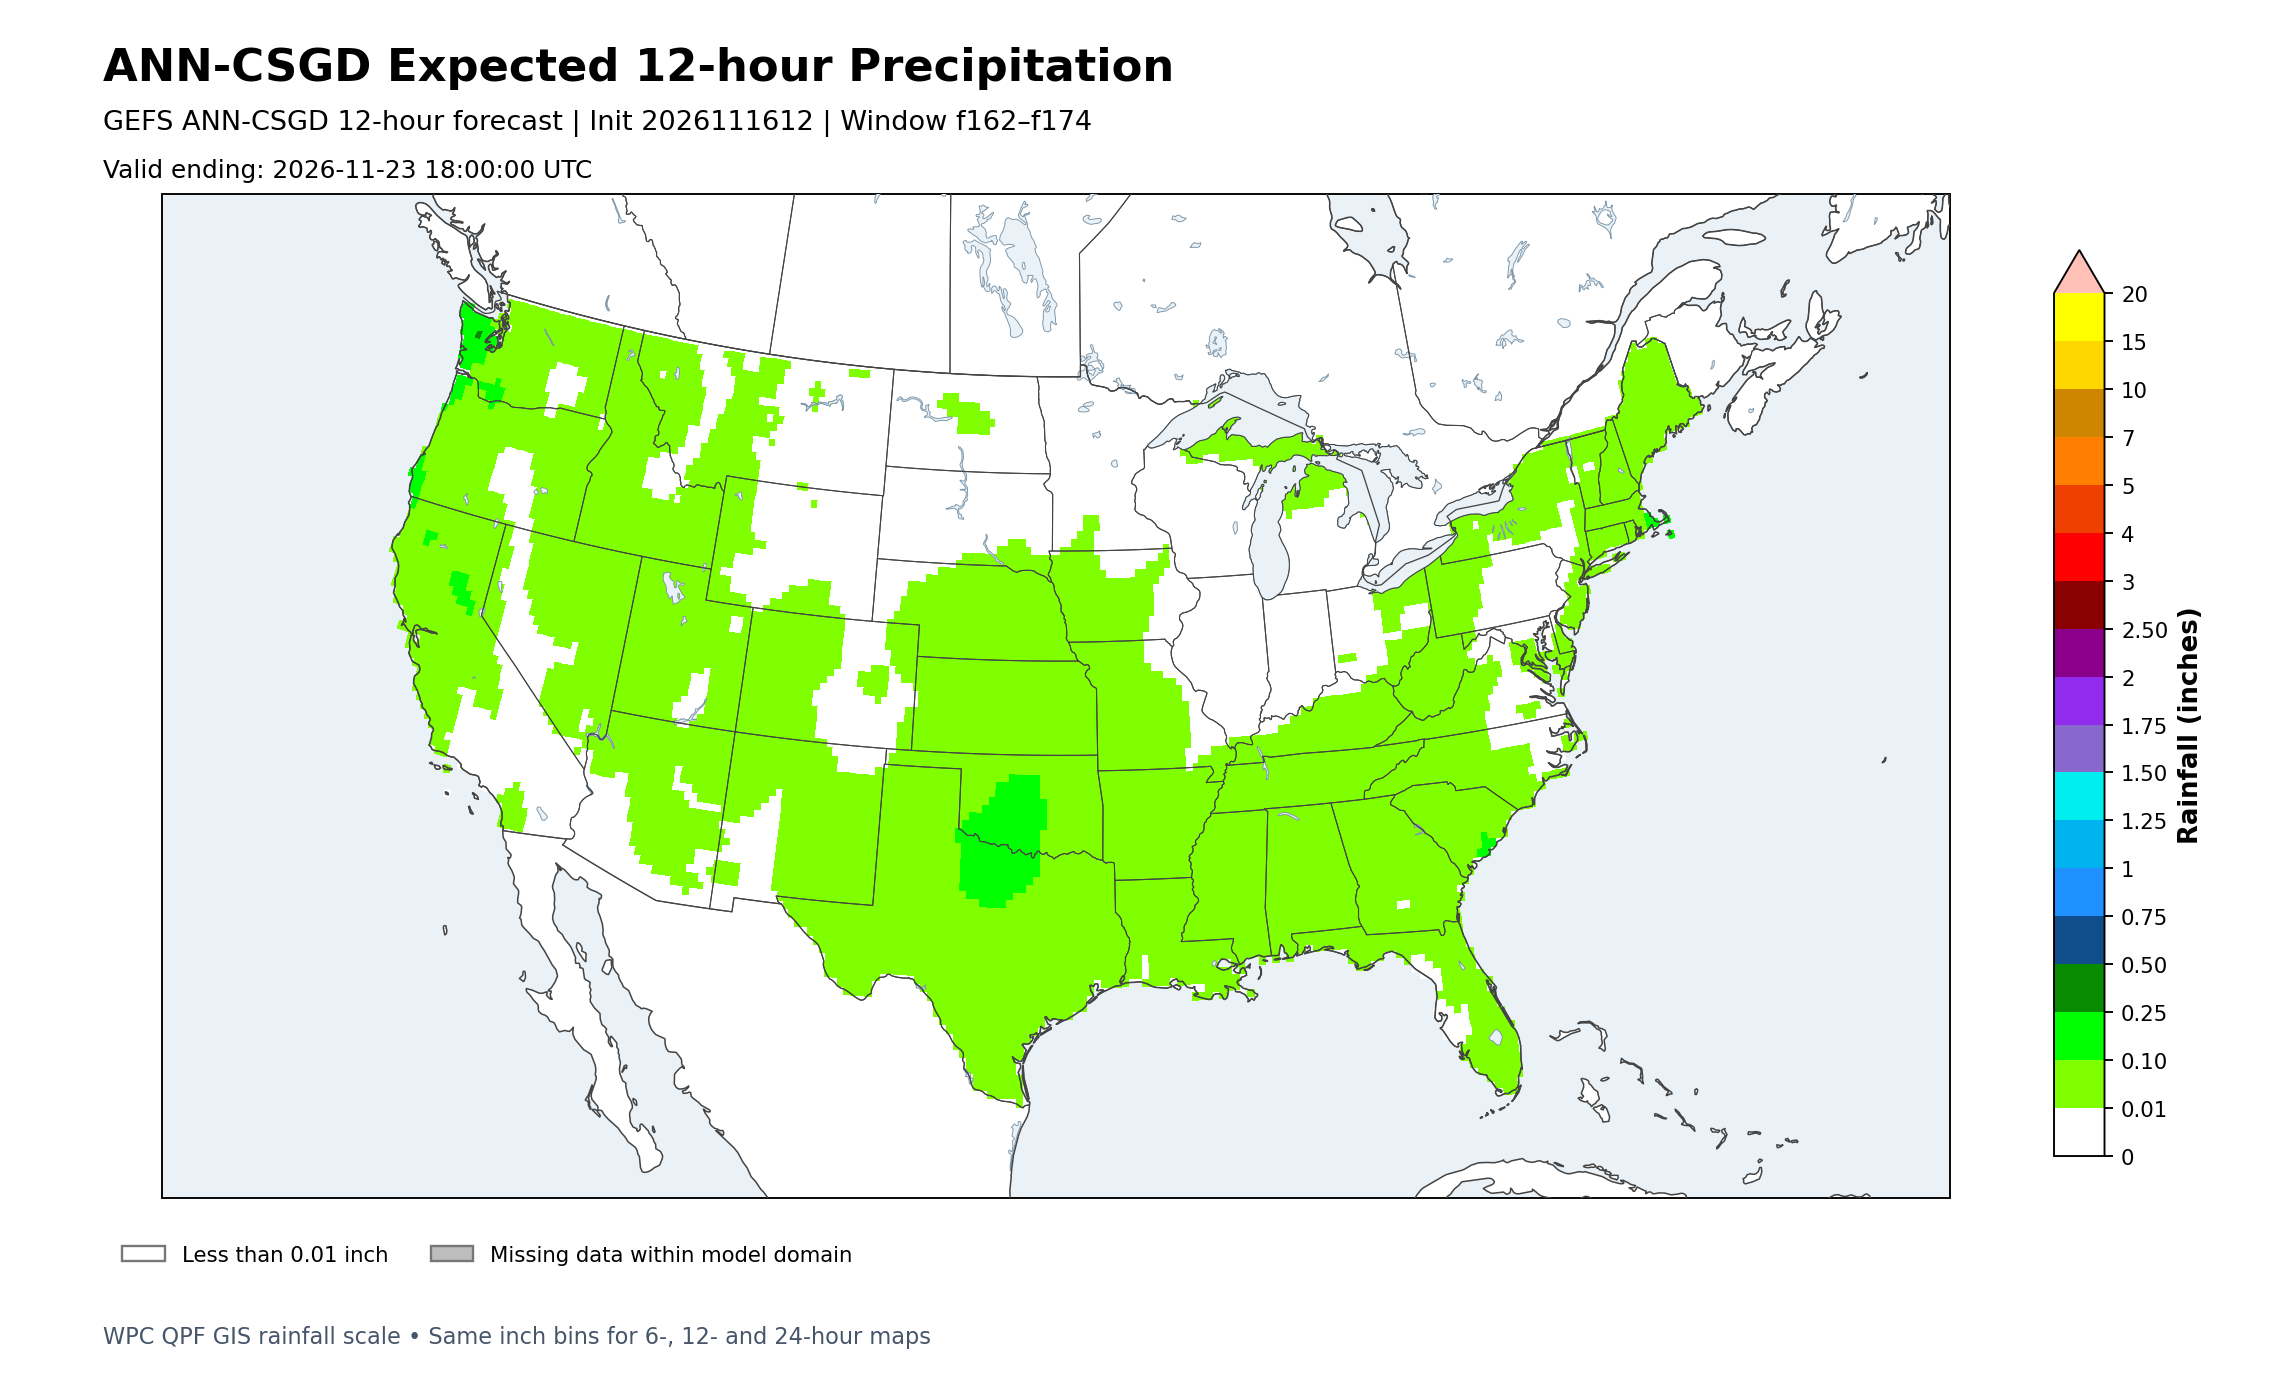 ANN-CSGD Expected 12-hour Precipitation
GEFS ANN-CSGD 12-hour forecast | Init 2026111612 | Window f162–f174
Valid ending: 2026-11-23 18:00:00 UTC
20
15
10
7
5
4
3
2.50
2
1.75
1.50
1.25
1
0.75
0.50
0.25
0.10
0.01
0
Rainfall (inches)
Less than 0.01 inch
Missing data within model domain
WPC QPF GIS rainfall scale • Same inch bins for 6-, 12- and 24-hour maps